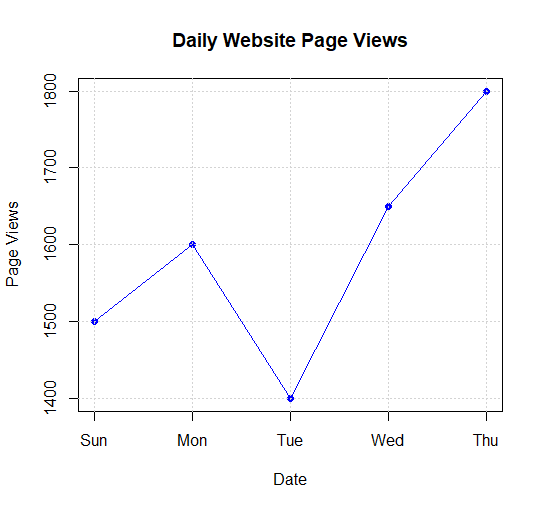 Daily Website Page Views
Page Views
1800
1700
1600
1500
1400
Sun Mon Tue Wed Thu
Date